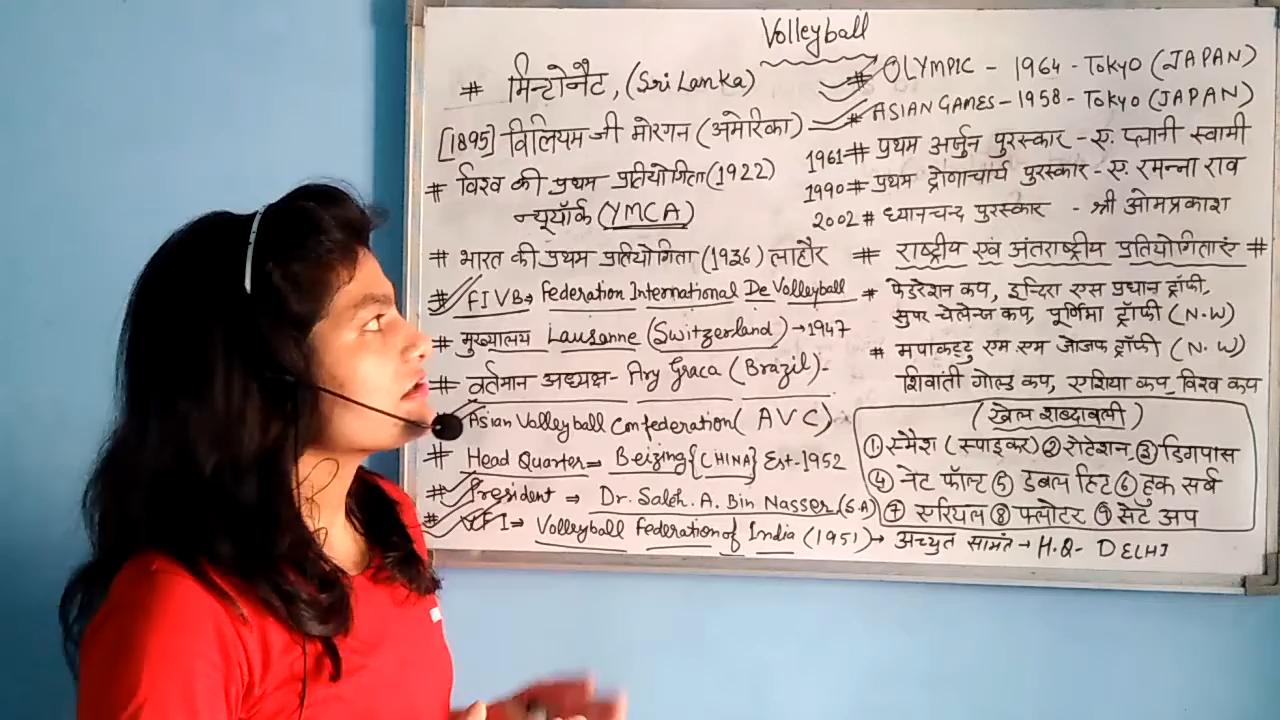 Volleyball
# मिन्टोनैट, (Sri Lanka)
[1895] विलियम जी मोरगन (अमेरिका)
# विश्व की प्रथम प्रतियोगिता (1922)
न्यूयॉर्क (YMCA)
# भारत की प्रथम प्रतियोगिता (1936) लाहौर
# FIVB→ Federation International De Volleyball
# मुख्यालय Lausanne (Switzerland) → 1947
# वर्तमान अध्यक्ष- Ary Graca (Brazil)-
# Asian Volleyball Confederation( AVC)
# Head Quarter⇒ Beizing{CHINA} Est-1952
# President ⇒ Dr. Saleh. A. Bin Nasser(S.A)
# VFI→ Volleyball Federation of India (1951)→ अच्युत सामंत → H.Q- DELHI
# OLYMPIC - 1964 - Tokyo (JAPAN)
# ASIAN GAMES-1958- Tokyo (JAPAN)
1961 # प्रथम अर्जुन पुरस्कार - ए. प्लानी स्वामी
1990 # प्रथम द्रोणाचार्य पुरस्कार - ए. रमन्ना राव
2002 # ध्यानचन्द पुरस्कार - श्री ओमप्रकाश
# राष्ट्रीय एवं अंतराष्ट्रीय प्रतियोगिताएं #
# फेडरेशन कप, इन्दिरा एस प्रधान ट्रॉफी,
सुपर चेलेन्ज कप, पूर्णिमा ट्रॉफी (N.W)
# मपाकट्टु एम.एम जोजफ ट्रॉफी (N.W)
शिवांती गोल्ड कप, एशिया कप, विश्व कप
(खेल शब्दावली)
① स्मैश (स्पाइकर) ② रोटेशन, ③ डिगपास
④ नेट फॉल्ट ⑤ डबल हिट ⑥ हुक सर्व
⑦ एरियल ⑧ फ्लोटर ⑨ सेट अप